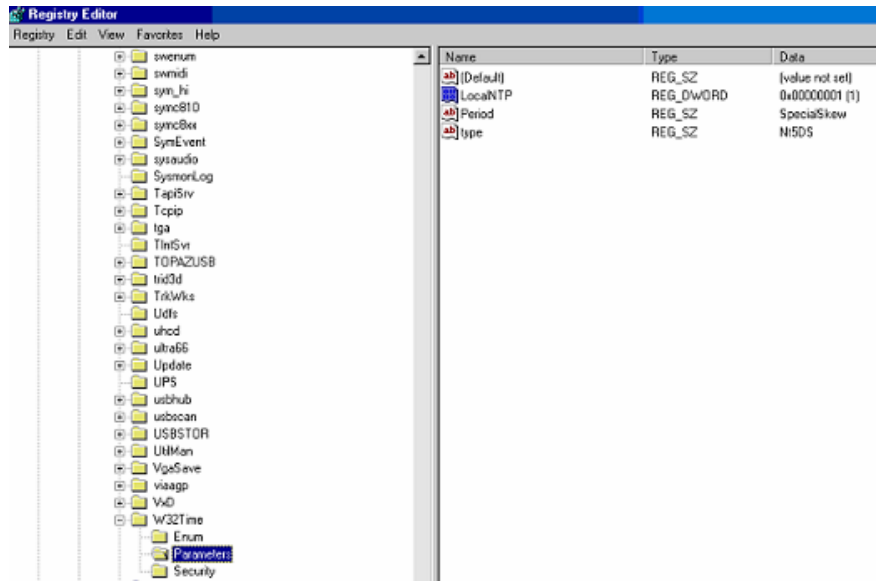 Registry Editor
Registry Edit View Favorites Help
swenum
swmidi
sym_hi
symc810
symc8xx
SymEvent
sysaudio
SysmonLog
TapiSrv
Tcpip
tga
TlntSvr
TOPAZUSB
trid3d
TrkWks
Udfs
uhcd
ultra66
Update
UPS
usbhub
usbscan
USBSTOR
UtilMan
VgaSave
viaagp
VxD
W32Time
Enum
Parameters
Security
Name Type Data
(Default) REG_SZ (value not set)
LocalNTP REG_DWORD 0x00000001 (1)
Period REG_SZ SpecialSkew
type REG_SZ Nt5DS